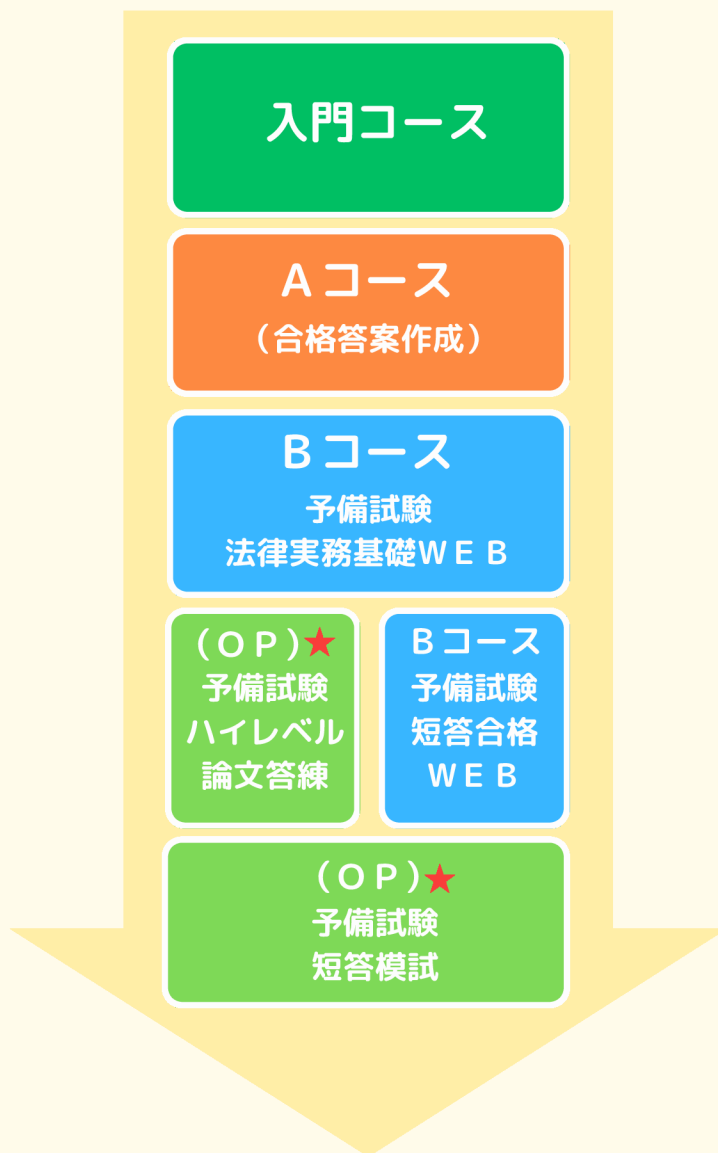 入門コース
Aコース
（合格答案作成）
Bコース
予備試験
法律実務基礎WEB
(OP)★
予備試験
ハイレベル
論文答練
Bコース
予備試験
短答合格
WEB
(OP)★
予備試験
短答模試